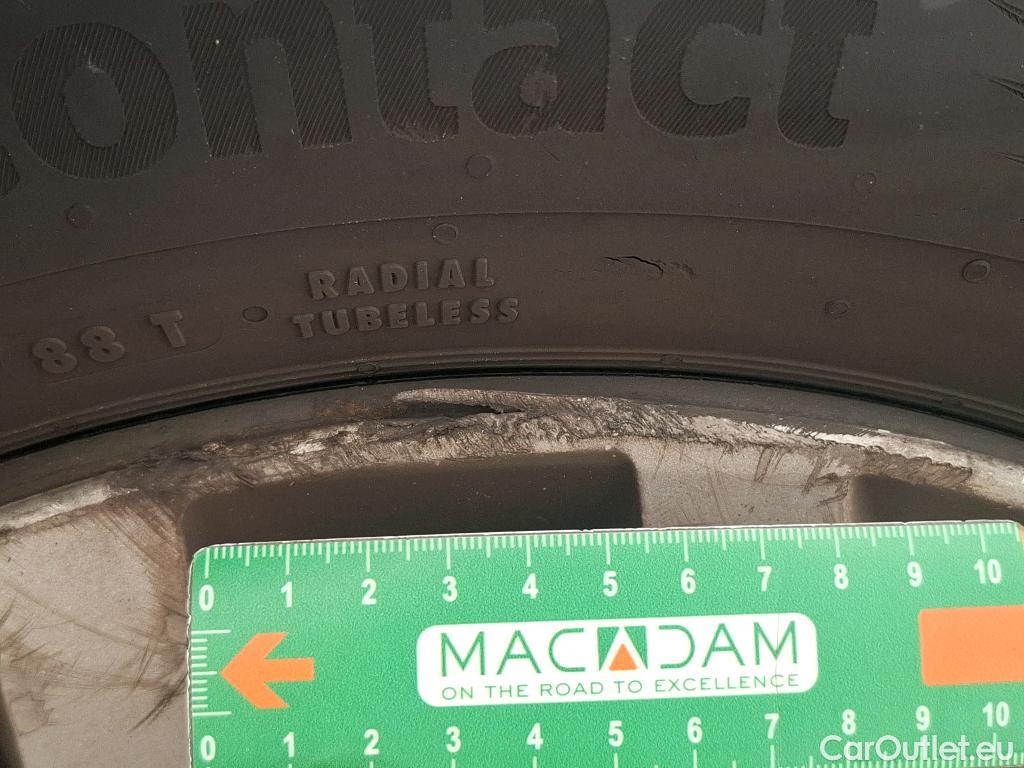 contact
RADIAL
TUBELESS
88 T
0 1 2 3 4 5 6 7 8 9 10
MACADAM
ON THE ROAD TO EXCELLENCE
0 1 2 3 4 5 6 7 8 9 10
CarOutlet.eu